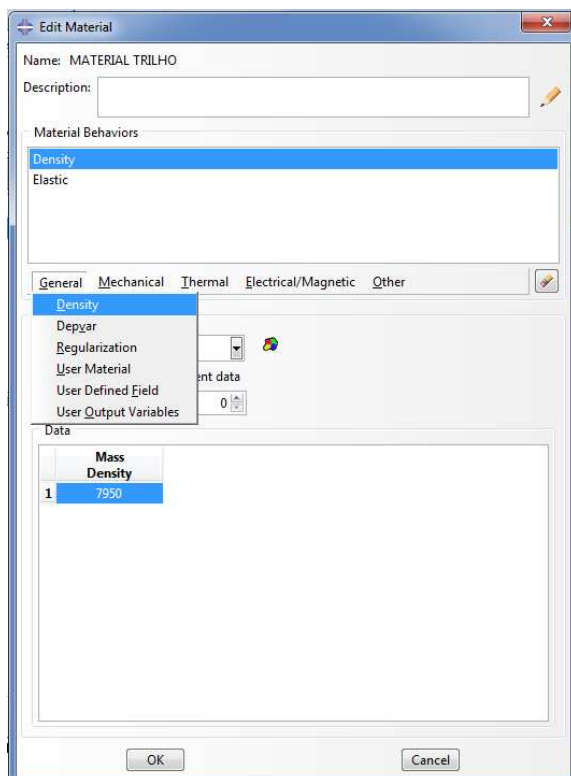 Edit Material
Name: MATERIAL TRILHO
Description:
Material Behaviors
Density
Elastic
General Mechanical Thermal Electrical/Magnetic Other
Density
Depvar
Regularization
User Material
User Defined Field
User Output Variables
ent data
0
Data
Mass
Density
1 7950
OK Cancel